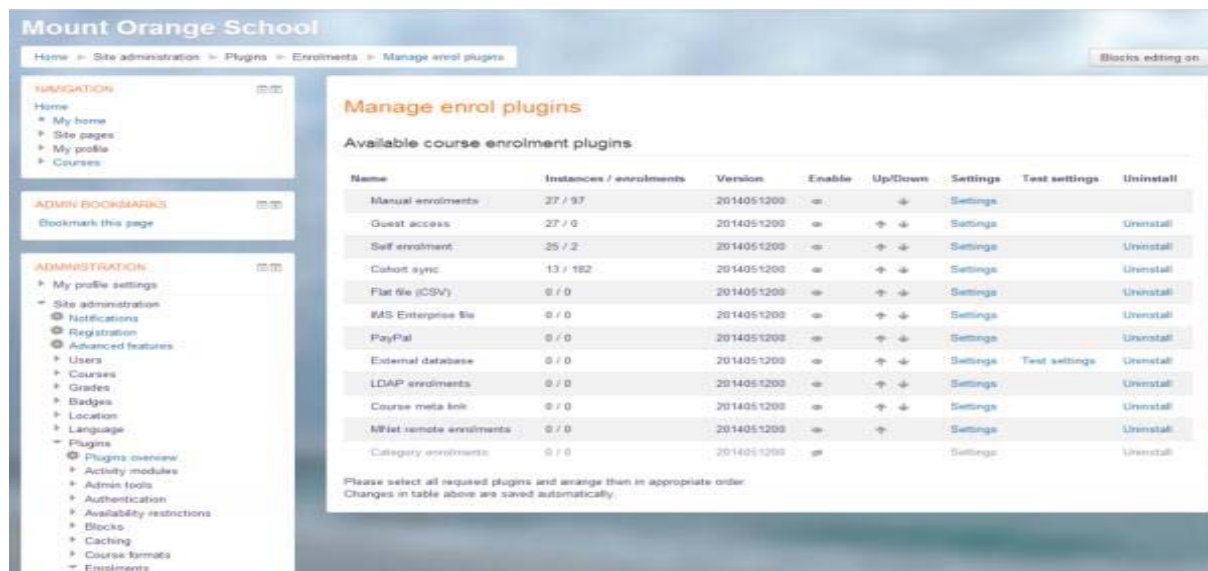 Mount Orange School
Home Site administration Plugins Enrolments Manage enrol plugins
Blocks editing on
NAVIGATION
Home
My home
Site pages
My profile
Courses
ADMIN BOOKMARKS
Bookmark this page
ADMINISTRATION
My profile settings
Site administration
Notifications
Registration
Advanced features
Users
Courses
Grades
Badges
Location
Language
Plugins
Plugins overview
Activity modules
Admin tools
Authentication
Availability restrictions
Blocks
Caching
Course formats
Enrolments
Manage enrol plugins
Available course enrolment plugins
Name Instances / enrolments Version Enable Up/Down Settings Test settings Uninstall
Manual enrolments 27 / 97 2014051200 Settings
Guest access 27 / 0 2014051200 Settings Uninstall
Self enrolment 25 / 2 2014051200 Settings Uninstall
Cohort sync 13 / 182 2014051200 Settings Uninstall
Flat file (CSV) 0 / 0 2014051200 Settings Uninstall
IMS Enterprise file 0 / 0 2014051200 Settings Uninstall
PayPal 0 / 0 2014051200 Settings Uninstall
External database 0 / 0 2014051200 Settings Test settings Uninstall
LDAP enrolments 0 / 0 2014051200 Settings Uninstall
Course meta link 0 / 0 2014051200 Settings Uninstall
MNet remote enrolments 0 / 0 2014051200 Settings Uninstall
Category enrolments 0 / 0 2014051200 Settings Uninstall
Please select all required plugins and arrange then in appropriate order
Changes in table above are saved automatically.